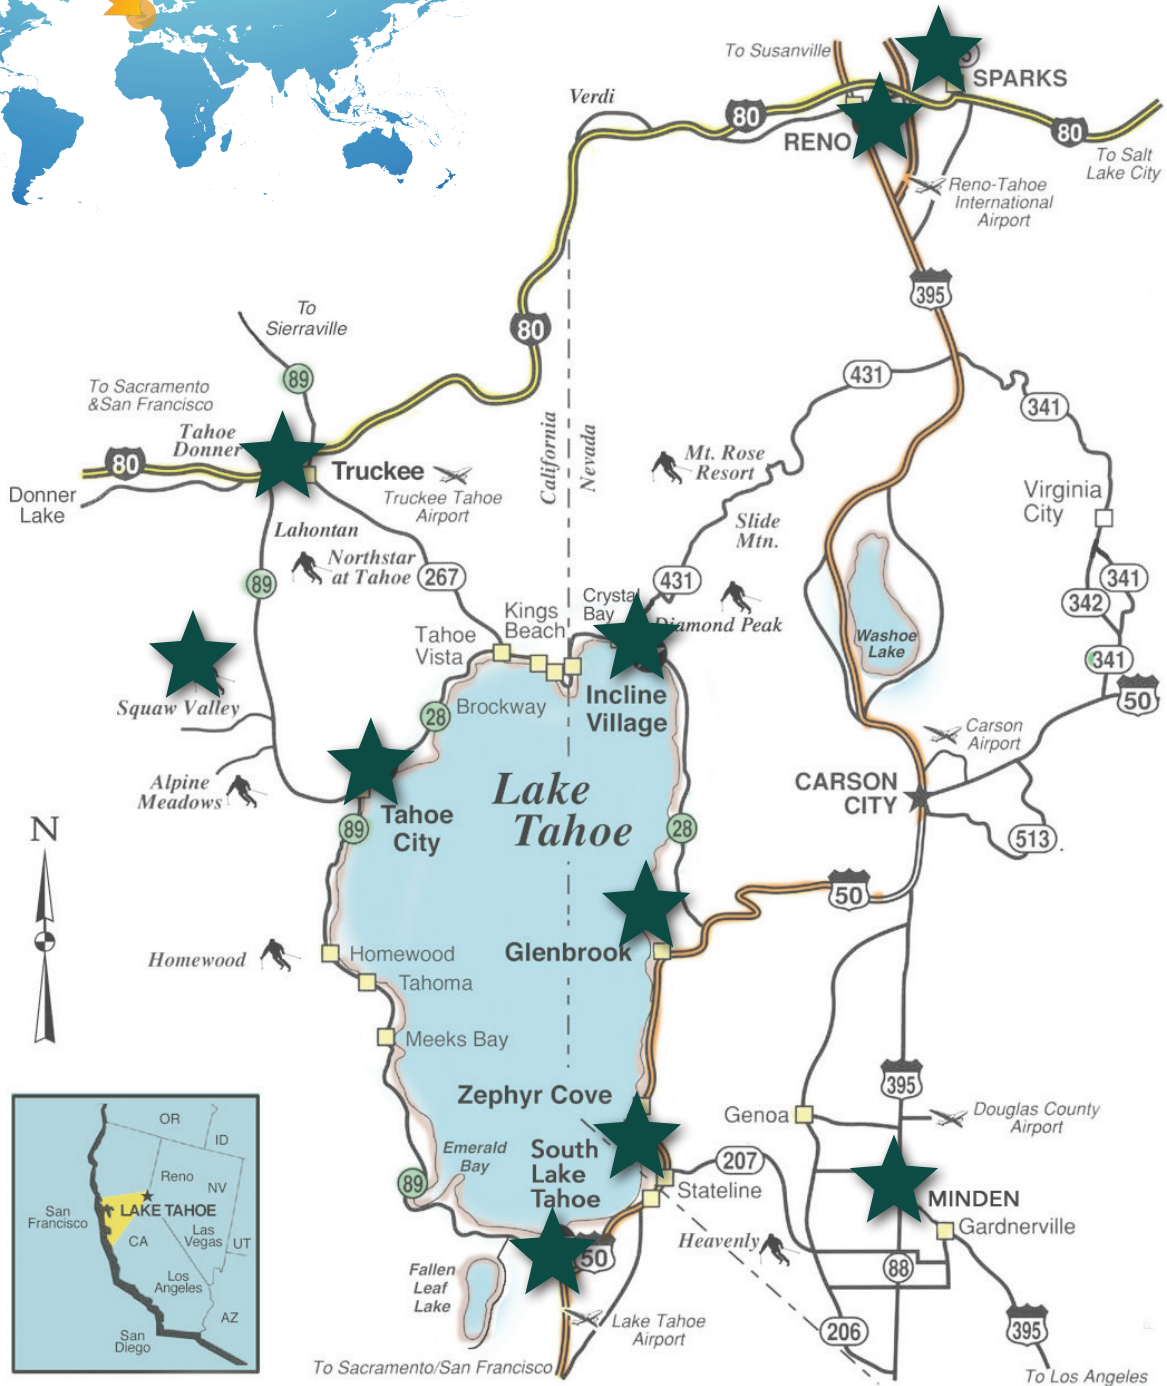 To Susanville
SPARKS
Verdi
80
RENO
80
To Salt
Lake City
Reno-Tahoe
International
Airport
395
To
Sierraville
80
89
431
341
To Sacramento
&San Francisco
Tahoe
Donner
80
Truckee
Truckee Tahoe
Airport
Donner
Lake
California
Nevada
Mt. Rose
Resort
Virginia
City
Slide
Mtn.
Lahontan
Northstar
at Tahoe
267
89
431
341
342
Crystal
Bay
Diamond Peak
Kings
Beach
Tahoe
Vista
Washoe
Lake
341
50
Squaw Valley
28
Brockway
Incline
Village
Carson
Airport
Alpine
Meadows
Lake
Tahoe
CARSON
CITY
Tahoe
City
89
28
513
N
50
Glenbrook
Homewood
Homewood
Tahoma
Meeks Bay
395
Zephyr Cove
Genoa
Douglas County
Airport
Emerald
Bay
South
Lake
Tahoe
207
Stateline
89
MINDEN
Gardnerville
Heavenly
50
88
Fallen
Leaf
Lake
Lake Tahoe
Airport
206
395
To Sacramento/San Francisco
To Los Angeles
OR
ID
Reno
NV
San
Francisco
LAKE TAHOE
CA
Las
Vegas
UT
Los
Angeles
AZ
San
Diego